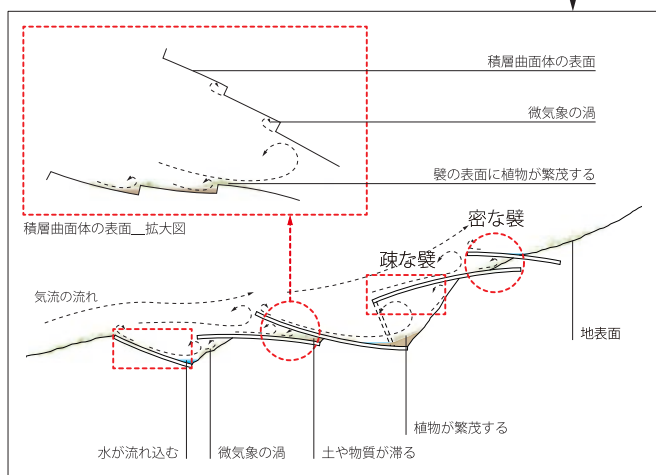 積層曲面体の表面
微気象の渦
襞の表面に植物が繁茂する
積層曲面体の表面__拡大図
密な襞
疎な襞
気流の流れ
地表面
植物が繁茂する
水が流れ込む
微気象の渦
土や物質が滞る